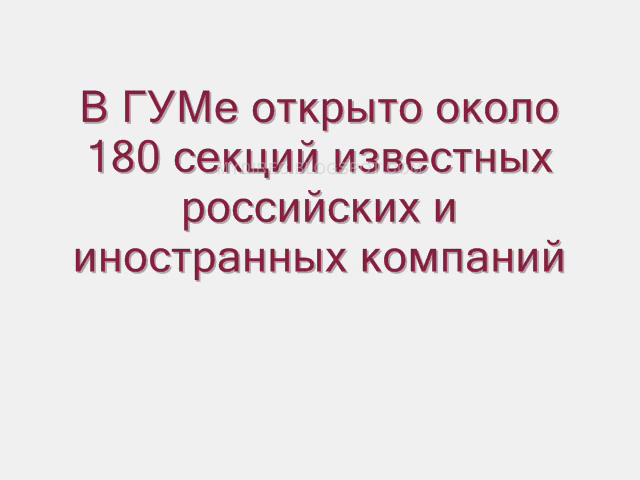 В ГУМе открыто около
180 секций известных
российских и
иностранных компаний